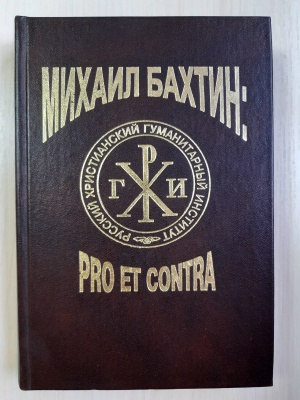 МИХАИЛ БАХТИН:
РУССКИЙ ХРИСТИАНСКИЙ ГУМАНИТАРНЫЙ ИНСТИТУТ
Р
Г Х И
PRO ET CONTRA